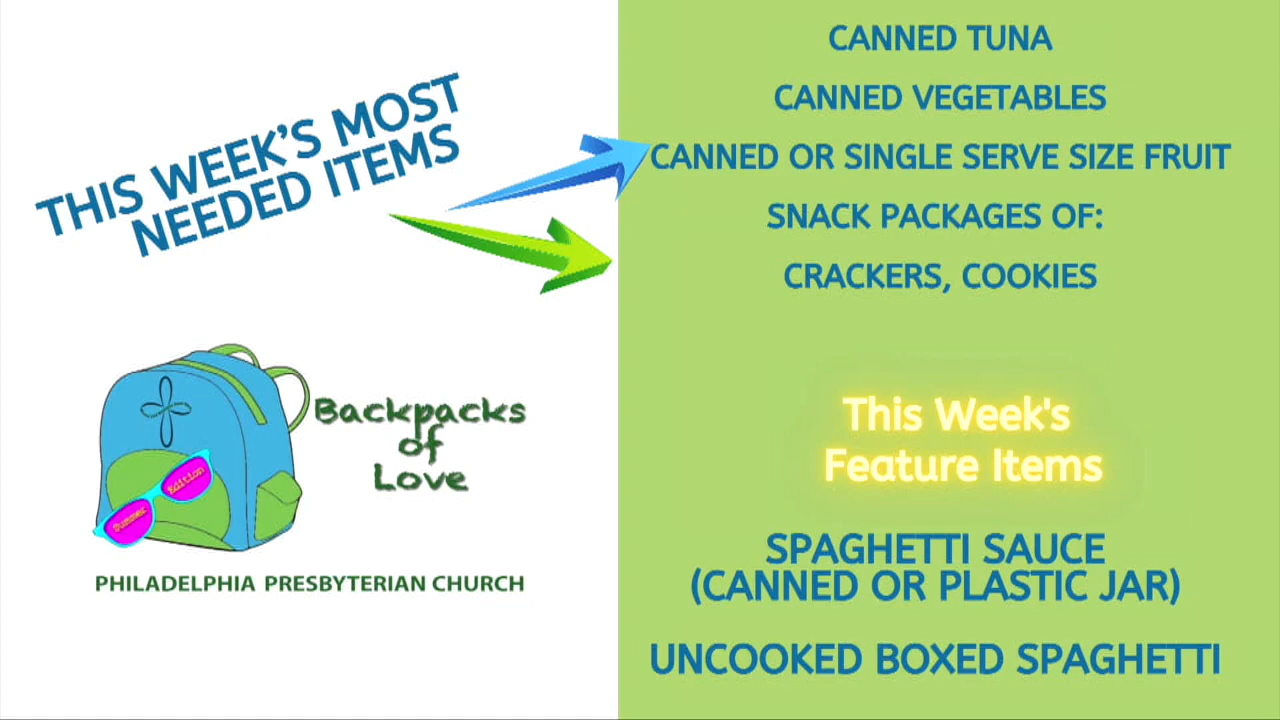 THIS WEEK'S MOST
NEEDED ITEMS
Backpacks
of
Love
Summer
Edition
PHILADELPHIA PRESBYTERIAN CHURCH
CANNED TUNA
CANNED VEGETABLES
CANNED OR SINGLE SERVE SIZE FRUIT
SNACK PACKAGES OF:
CRACKERS, COOKIES
This Week's
Feature Items
SPAGHETTI SAUCE
(CANNED OR PLASTIC JAR)
UNCOOKED BOXED SPAGHETTI